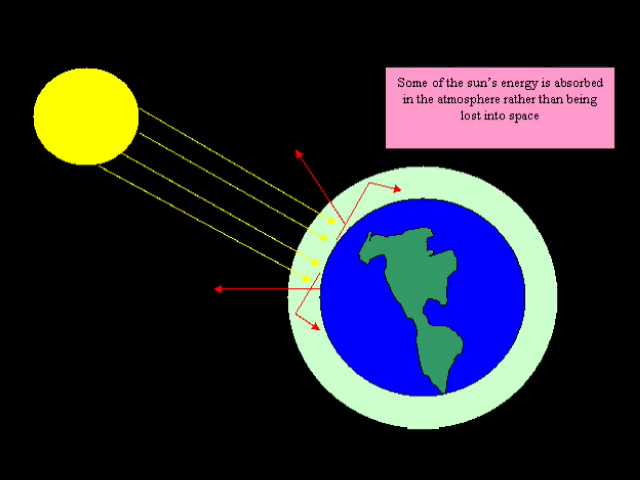 Some of the sun's energy is absorbed
in the atmosphere rather than being
lost into space